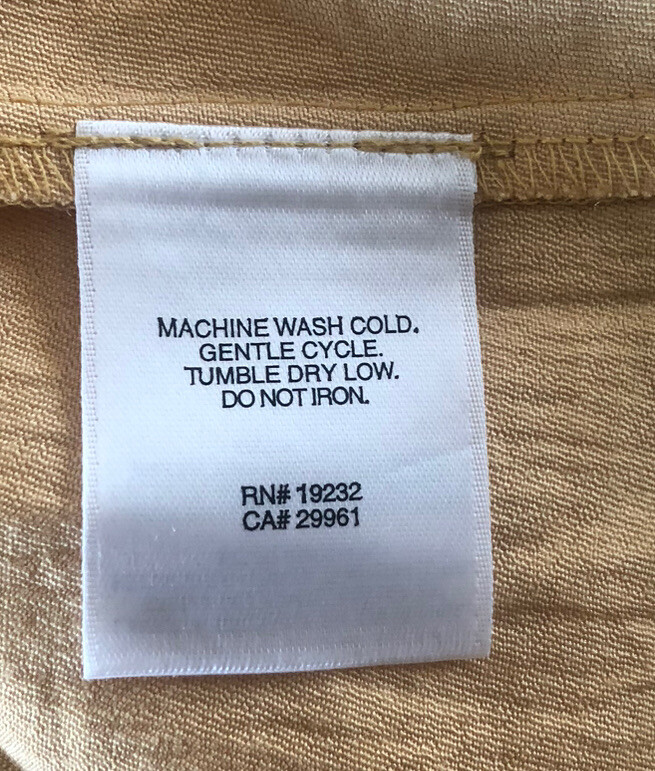 MACHINE WASH COLD.
GENTLE CYCLE.
TUMBLE DRY LOW.
DO NOT IRON.
RN# 19232
CA# 29961